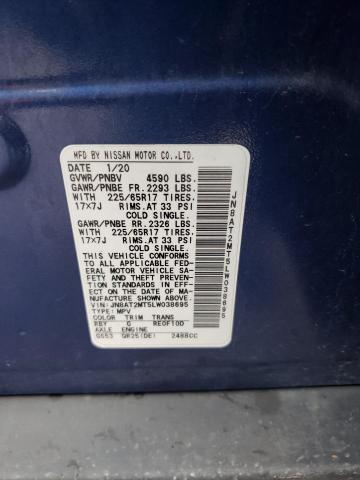 MFD BY NISSAN MOTOR CO.,LTD.
DATE 1/20
GVWR/PNBV 4590 LBS.
GAWR/PNBE FR. 2293 LBS.
WITH 225/65R17 TIRES,
17x7J RIMS.AT 33 PSI
COLD SINGLE.
GAWR/PNBE RR. 2326 LBS.
WITH 225/65R17 TIRES,
17x7J RIMS.AT 33 PSI
COLD SINGLE.
THIS VEHICLE CONFORMS
TO ALL APPLICABLE FED-
ERAL MOTOR VEHICLE SA-
FETY AND THEFT PREVEN-
TION STANDARDS IN EFF-
ECT ON THE DATE OF MA-
NUFACTURE SHOWN ABOVE.
VIN: JN8AT2MT5LW038695
TYPE: MPV
COLOR TRIM TRANS
RBY G RE0F10D
AXLE ENGINE
GS53 QR25(DE) 2488CC
JN8AT2MT5LW038695